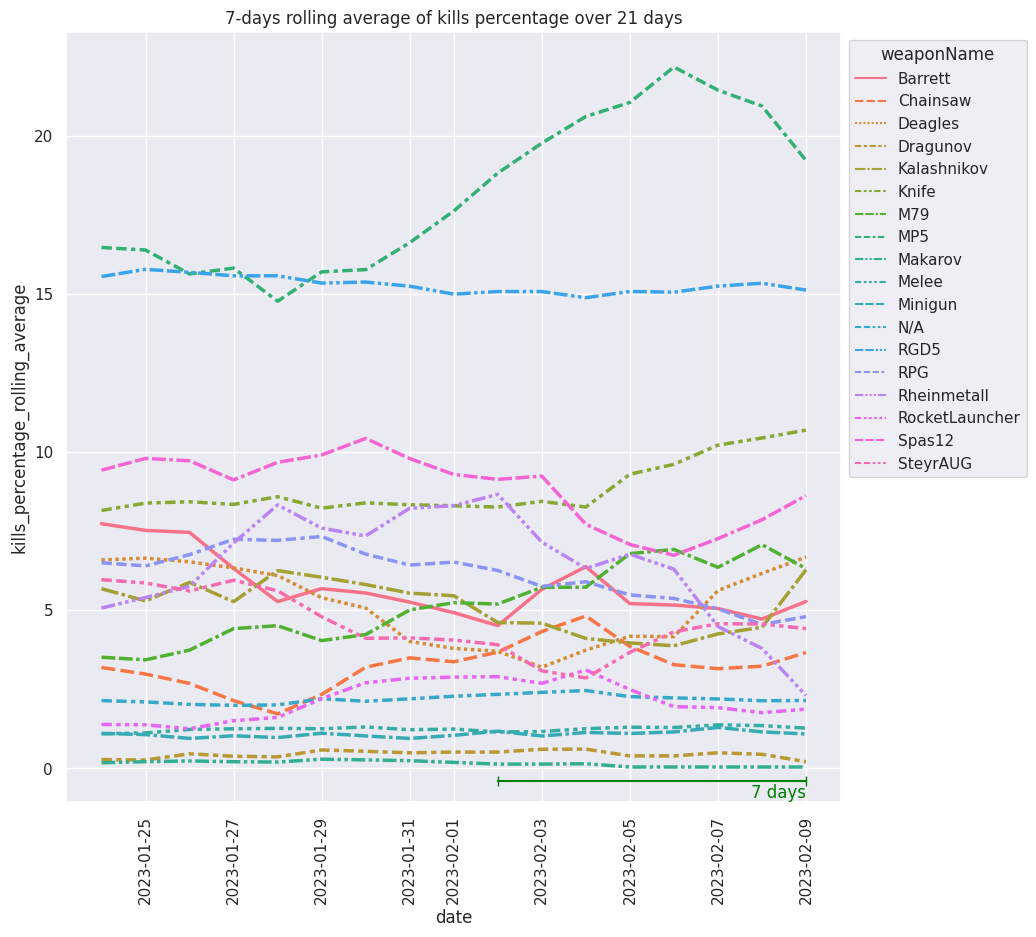 7-days rolling average of kills percentage over 21 days
weaponName
Barrett
Chainsaw
Deagles
Dragunov
Kalashnikov
Knife
M79
MP5
Makarov
Melee
Minigun
N/A
RGD5
RPG
Rheinmetall
RocketLauncher
Spas12
SteyrAUG
kills_percentage_rolling_average
20
15
10
5
0
7 days
2023-01-25
2023-01-27
2023-01-29
2023-01-31
2023-02-01
2023-02-03
2023-02-05
2023-02-07
2023-02-09
date